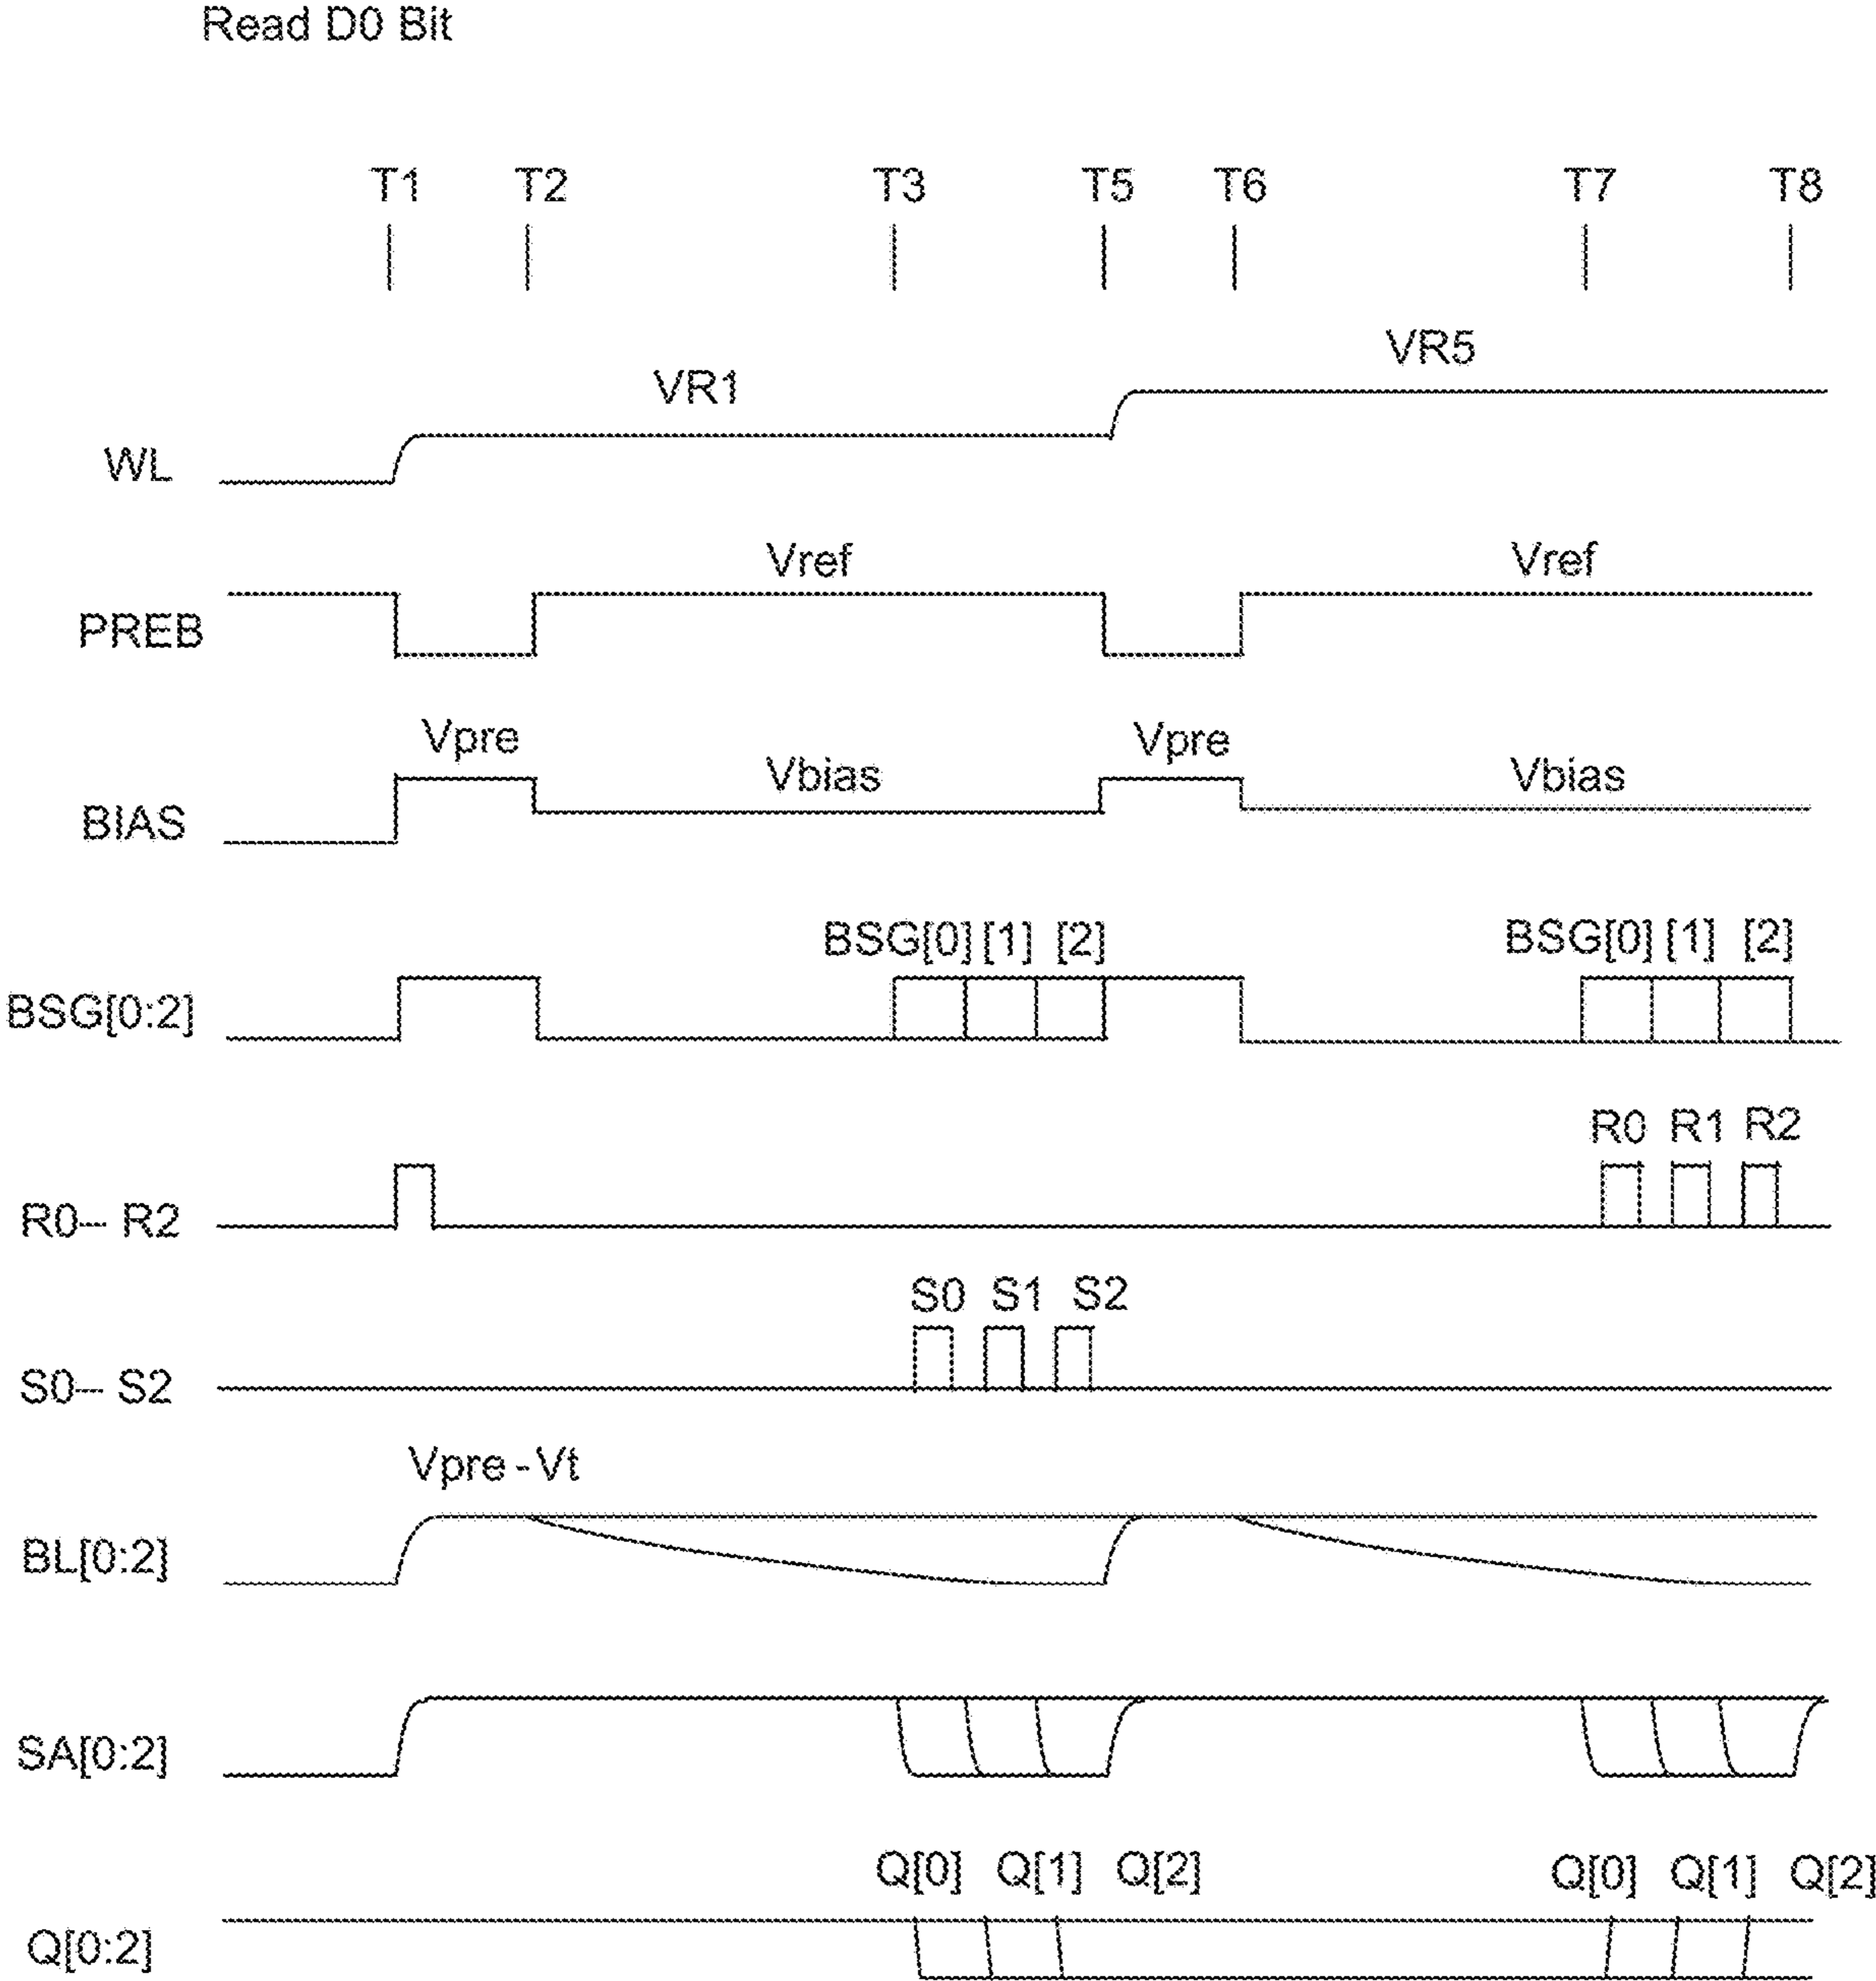 Read D0 Bit
T1 T2 T3 T5 T6 T7 T8
VR5
VR1
WL
Vref Vref
PREB
Vpre Vpre
Vbias Vbias
BIAS
BSG[0] [1] [2] BSG[0] [1] [2]
BSG[0:2]
R0 R1 R2
R0-- R2
S0 S1 S2
S0-- S2
Vpre - Vt
BL[0:2]
SA[0:2]
Q[0] Q[1] Q[2] Q[0] Q[1] Q[2]
Q[0:2]